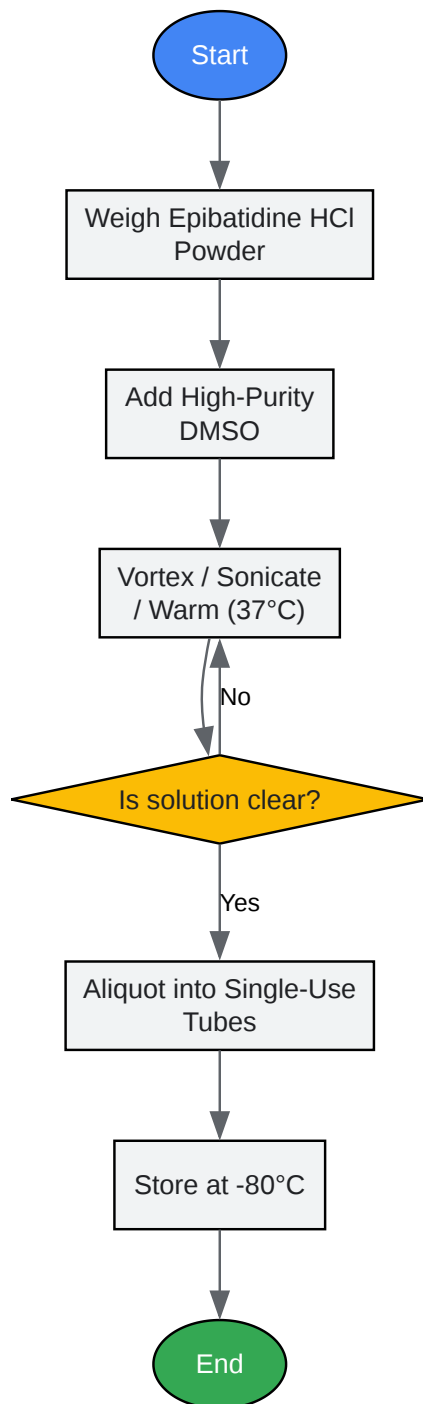 Start
Weigh Epibatidine HCl
Powder
Add High-Purity
DMSO
Vortex / Sonicate
/ Warm (37°C)
No
Is solution clear?
Yes
Aliquot into Single-Use
Tubes
Store at -80°C
End